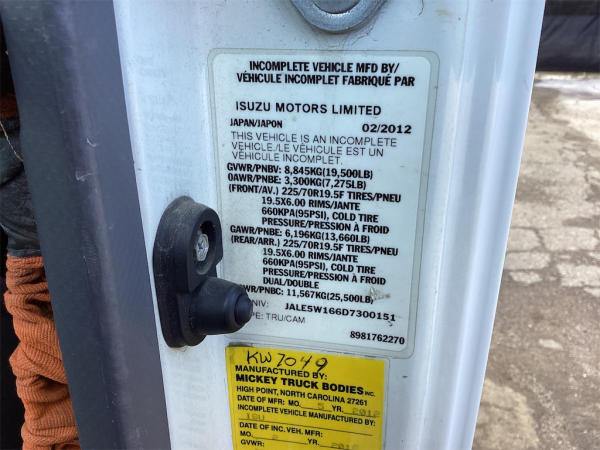 INCOMPLETE VEHICLE MFD BY/
VÉHICULE INCOMPLET FABRIQUÉ PAR
ISUZU MOTORS LIMITED
JAPAN/JAPON 02/2012
THIS VEHICLE IS AN INCOMPLETE
VEHICLE./LE VÉHICULE EST UN
VÉHICULE INCOMPLET.
GVWR/PNBV: 8,845KG(19,500LB)
GAWR/PNBE: 3,300KG(7,275LB)
(FRONT/AV.) 225/70R19.5F TIRES/PNEU
19.5X6.00 RIMS/JANTE
660KPA(95PSI), COLD TIRE
PRESSURE/PRESSION À FROID
GAWR/PNBE: 6,196KG(13,660LB)
(REAR/ARR.) 225/70R19.5F TIRES/PNEU
19.5X6.00 RIMS/JANTE
660KPA(95PSI), COLD TIRE
PRESSURE/PRESSION À FROID
DUAL/DOUBLE
GCWR/PNBC: 11,567KG(25,500LB)
/NIV: JALE5W166D7300151
TYPE: TRU/CAM
8981762270
KW7049
MANUFACTURED BY:
MICKEY TRUCK BODIES INC.
HIGH POINT, NORTH CAROLINA 27261
DATE OF MFR: MO. 5 YR. 2012
INCOMPLETE VEHICLE MANUFACTURED BY
ISU
DATE OF INC. VEH. MFR:
MO. 2 YR.
GVWR: